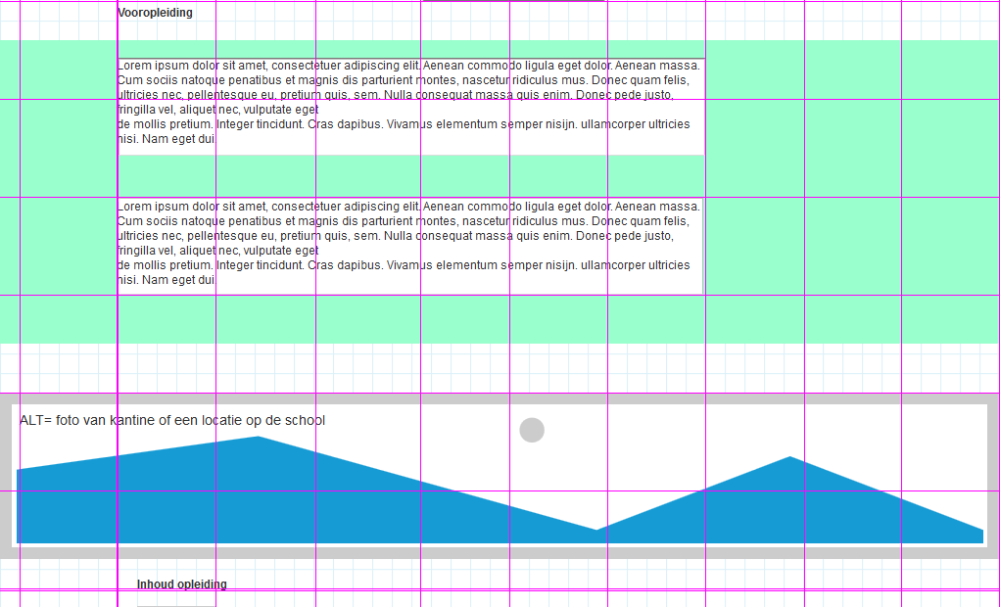 Vooropleiding
Lorem ipsum dolor sit amet, consectetuer adipiscing elit. Aenean commodo ligula eget dolor. Aenean massa.
Cum sociis natoque penatibus et magnis dis parturient montes, nascetur ridiculus mus. Donec quam felis,
ultricies nec, pellentesque eu, pretium quis, sem. Nulla consequat massa quis enim. Donec pede justo,
fringilla vel, aliquet nec, vulputate eget
de mollis pretium. Integer tincidunt. Cras dapibus. Vivamus elementum semper nisijn. ullamcorper ultricies
nisi. Nam eget dui.
Lorem ipsum dolor sit amet, consectetuer adipiscing elit. Aenean commodo ligula eget dolor. Aenean massa.
Cum sociis natoque penatibus et magnis dis parturient montes, nascetur ridiculus mus. Donec quam felis,
ultricies nec, pellentesque eu, pretium quis, sem. Nulla consequat massa quis enim. Donec pede justo,
fringilla vel, aliquet nec, vulputate eget
de mollis pretium. Integer tincidunt. Cras dapibus. Vivamus elementum semper nisijn. ullamcorper ultricies
nisi. Nam eget dui.
ALT= foto van kantine of een locatie op de school
Inhoud opleiding